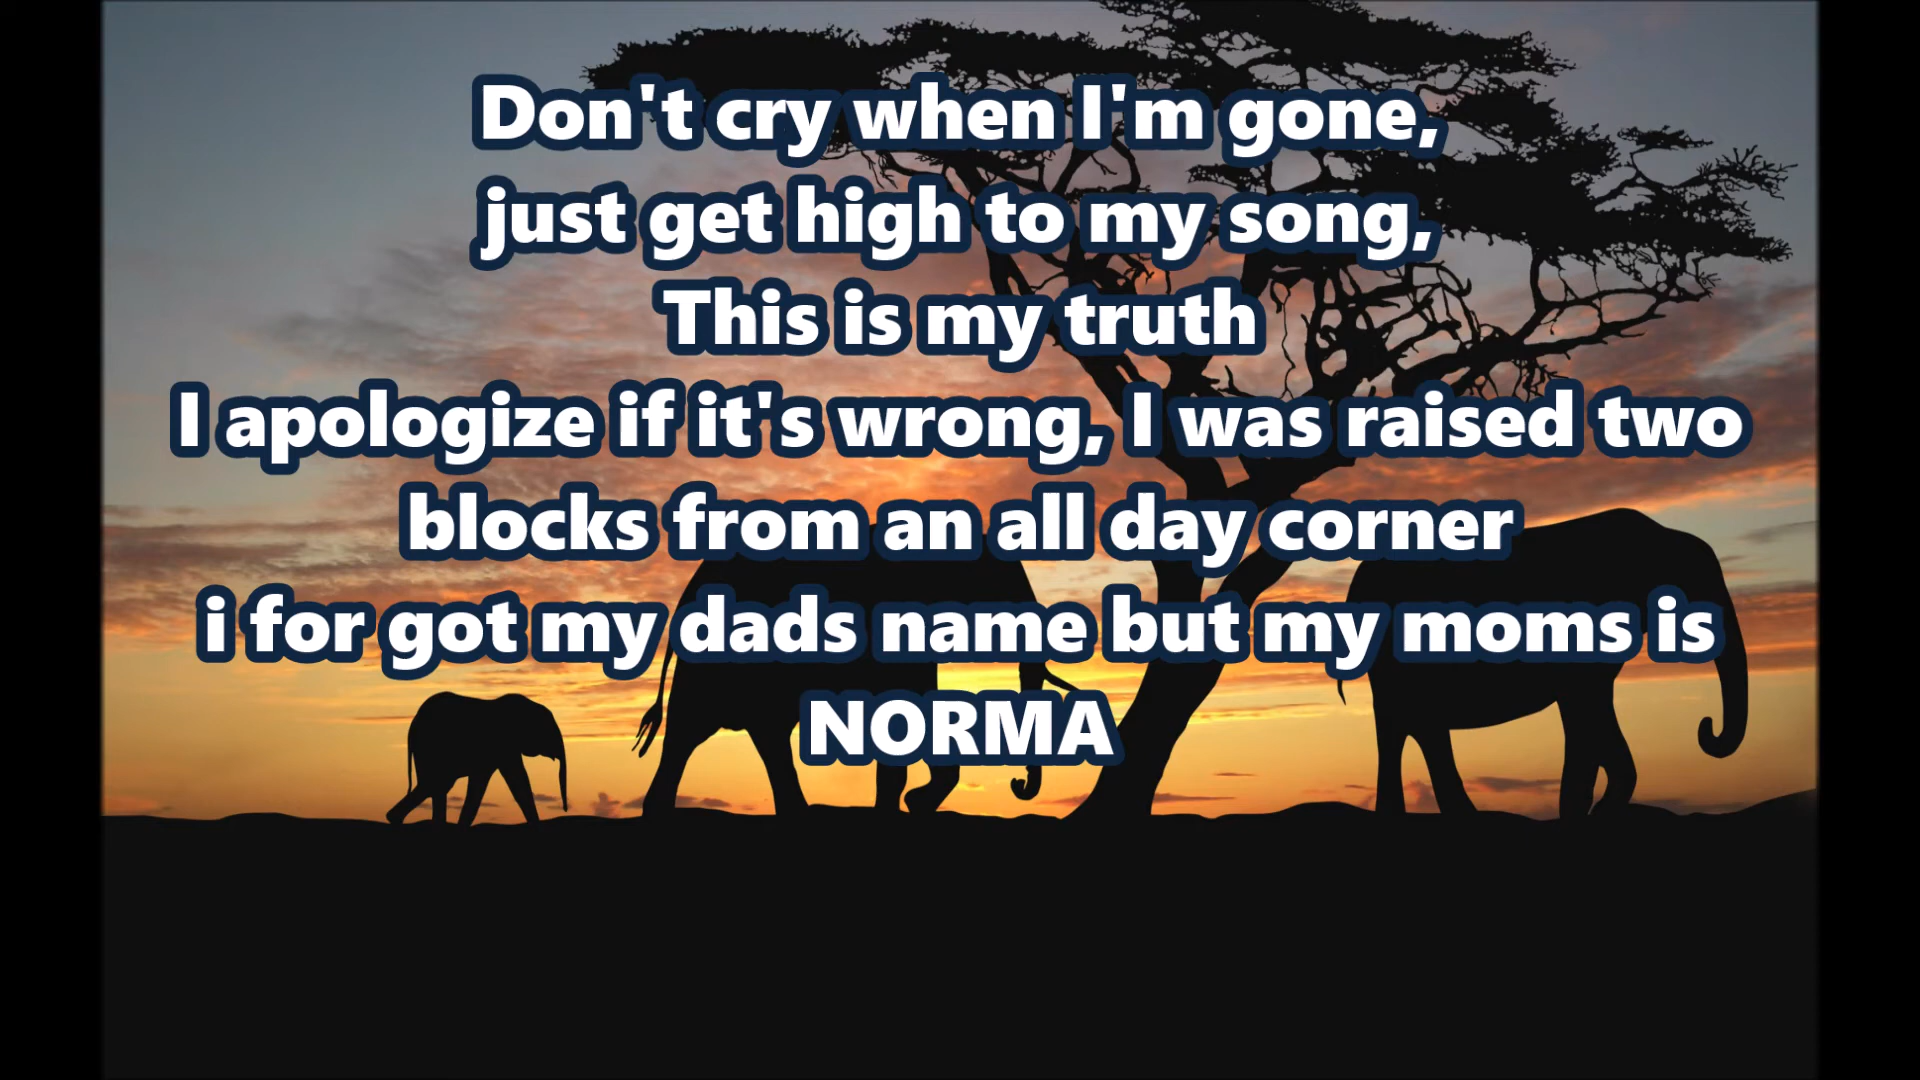 Don't cry when I'm gone,
just get high to my song,
This is my truth
I apologize if it's wrong, I was raised two
blocks from an all day corner
i for got my dads name but my moms is
NORMA